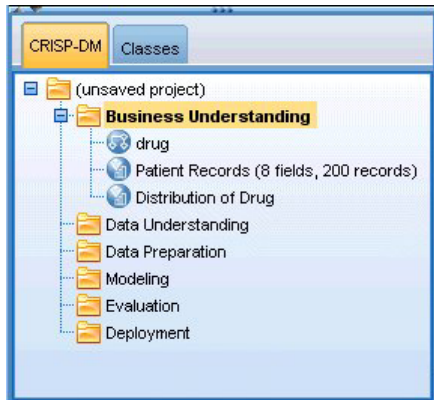 CRISP-DM Classes
(unsaved project)
Business Understanding
drug
Patient Records (8 fields, 200 records)
Distribution of Drug
Data Understanding
Data Preparation
Modeling
Evaluation
Deployment